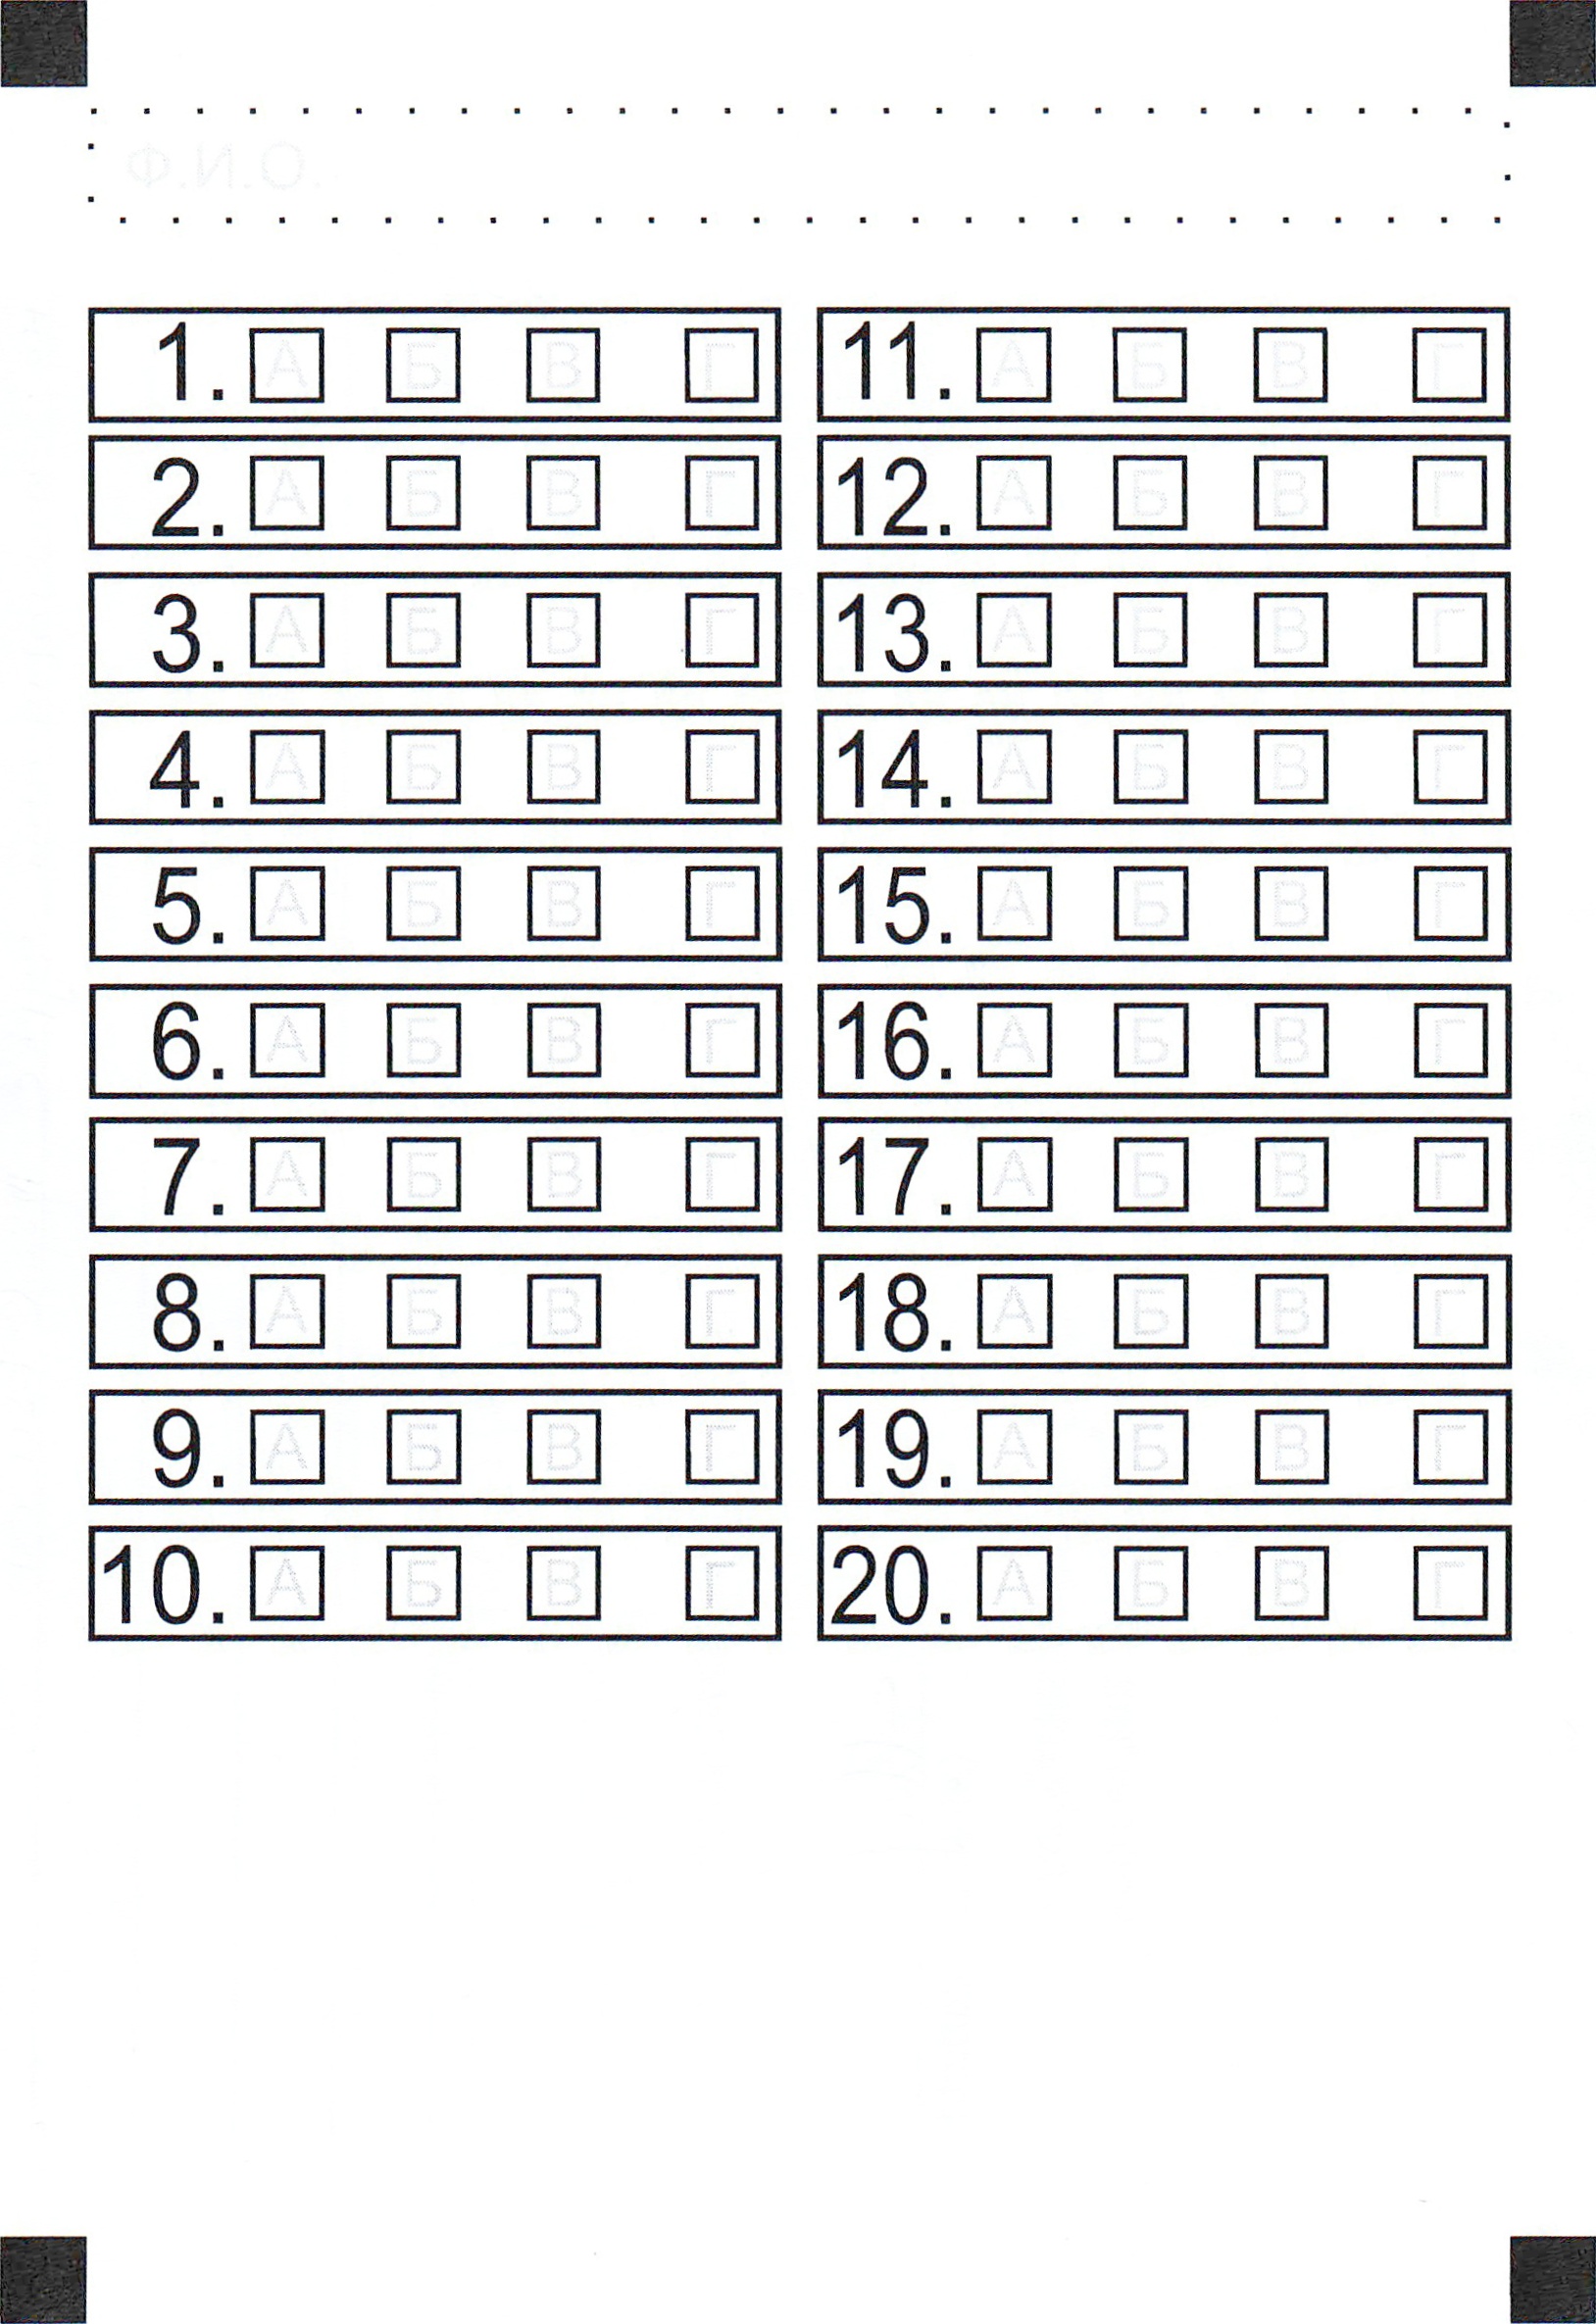 Ф.И.О.
1. А Б В Г
2. А Б В Г
3. А Б В Г
4. А Б В Г
5. А Б В Г
6. А Б В Г
7. А Б В Г
8. А Б В Г
9. А Б В Г
10. А Б В Г
11. А Б В Г
12. А Б В Г
13. А Б В Г
14. А Б В Г
15. А Б В Г
16. А Б В Г
17. А Б В Г
18. А Б В Г
19. А Б В Г
20. А Б В Г